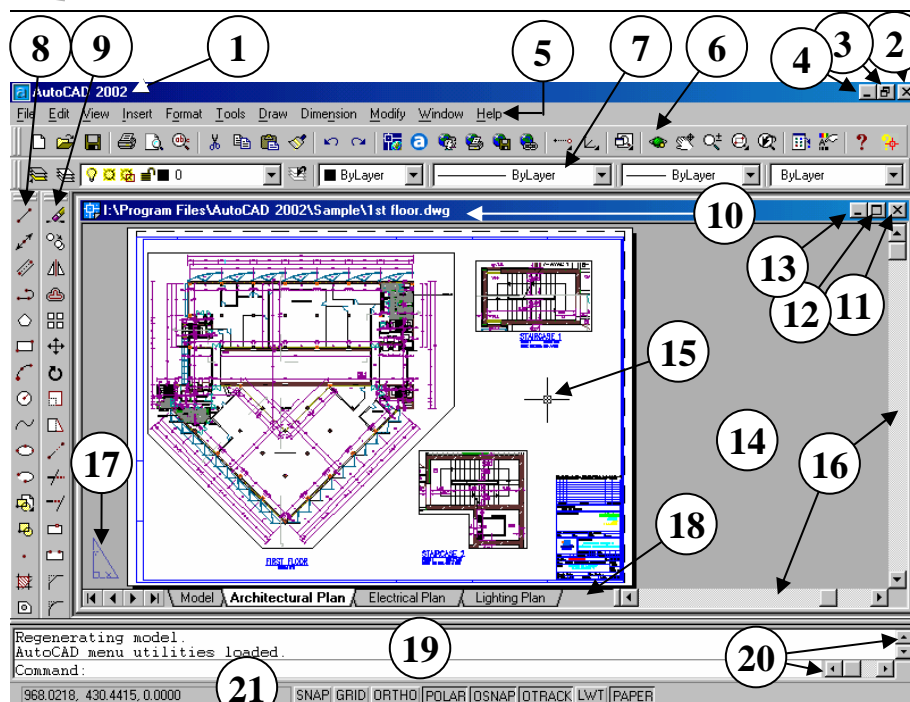 8 9 1 5 7 6 4 3 2
AutoCAD 2002
File Edit View Insert Format Tools Draw Dimension Modify Window Help
0 ByLayer ByLayer ByLayer ByLayer
I:\Program Files\AutoCAD 2002\Sample\1st floor.dwg
10
13 12 11
STAIRCASE 1
15
14
16
17
18
FIRST FLOOR
STAIRCASE 2
Model Architectural Plan Electrical Plan Lighting Plan
Regenerating model.
AutoCAD menu utilities loaded.
Command:
19
20
21
968.0218, 430.4415, 0.0000 SNAP GRID ORTHO POLAR OSNAP OTRACK LWT PAPER